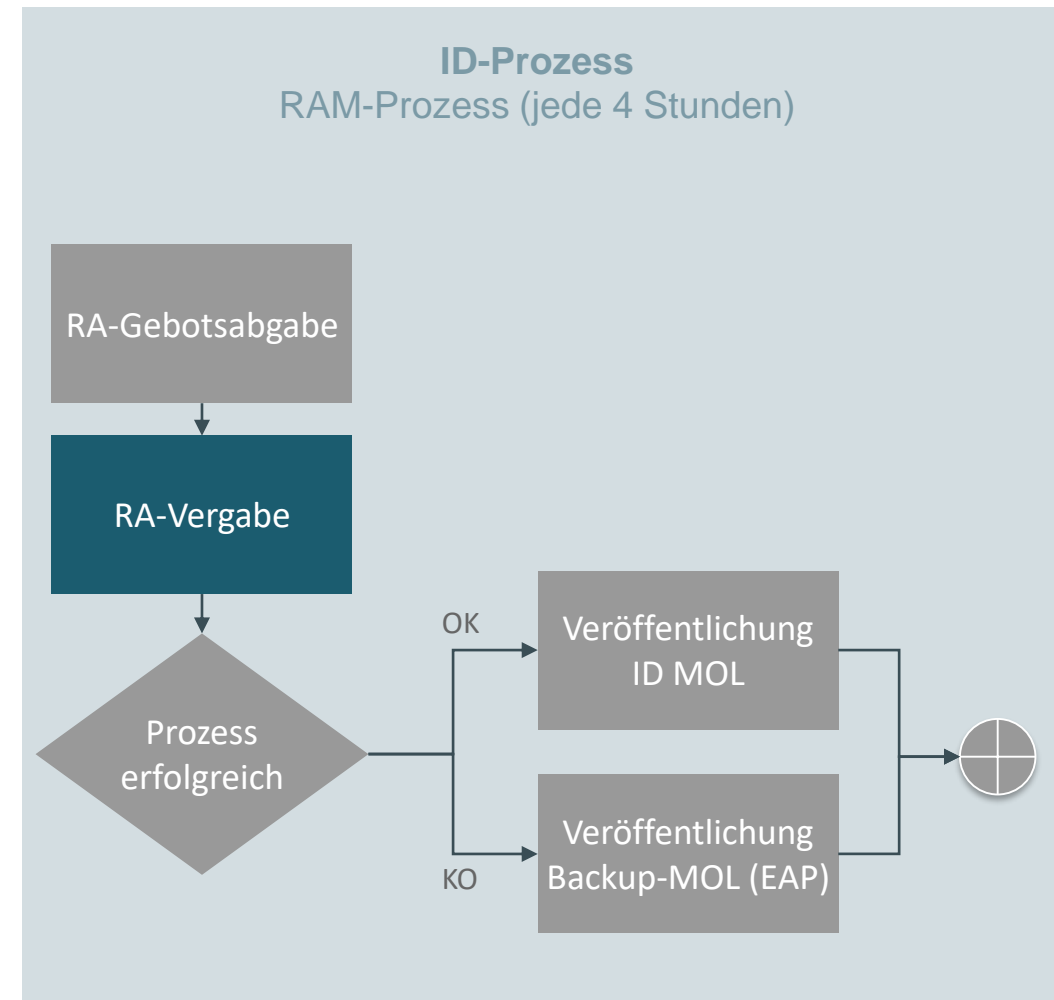 ID-Prozess
RAM-Prozess (jede 4 Stunden)
RA-Gebotsabgabe
RA-Vergabe
Prozess
erfolgreich
OK
Veröffentlichung
ID MOL
KO
Veröffentlichung
Backup-MOL (EAP)